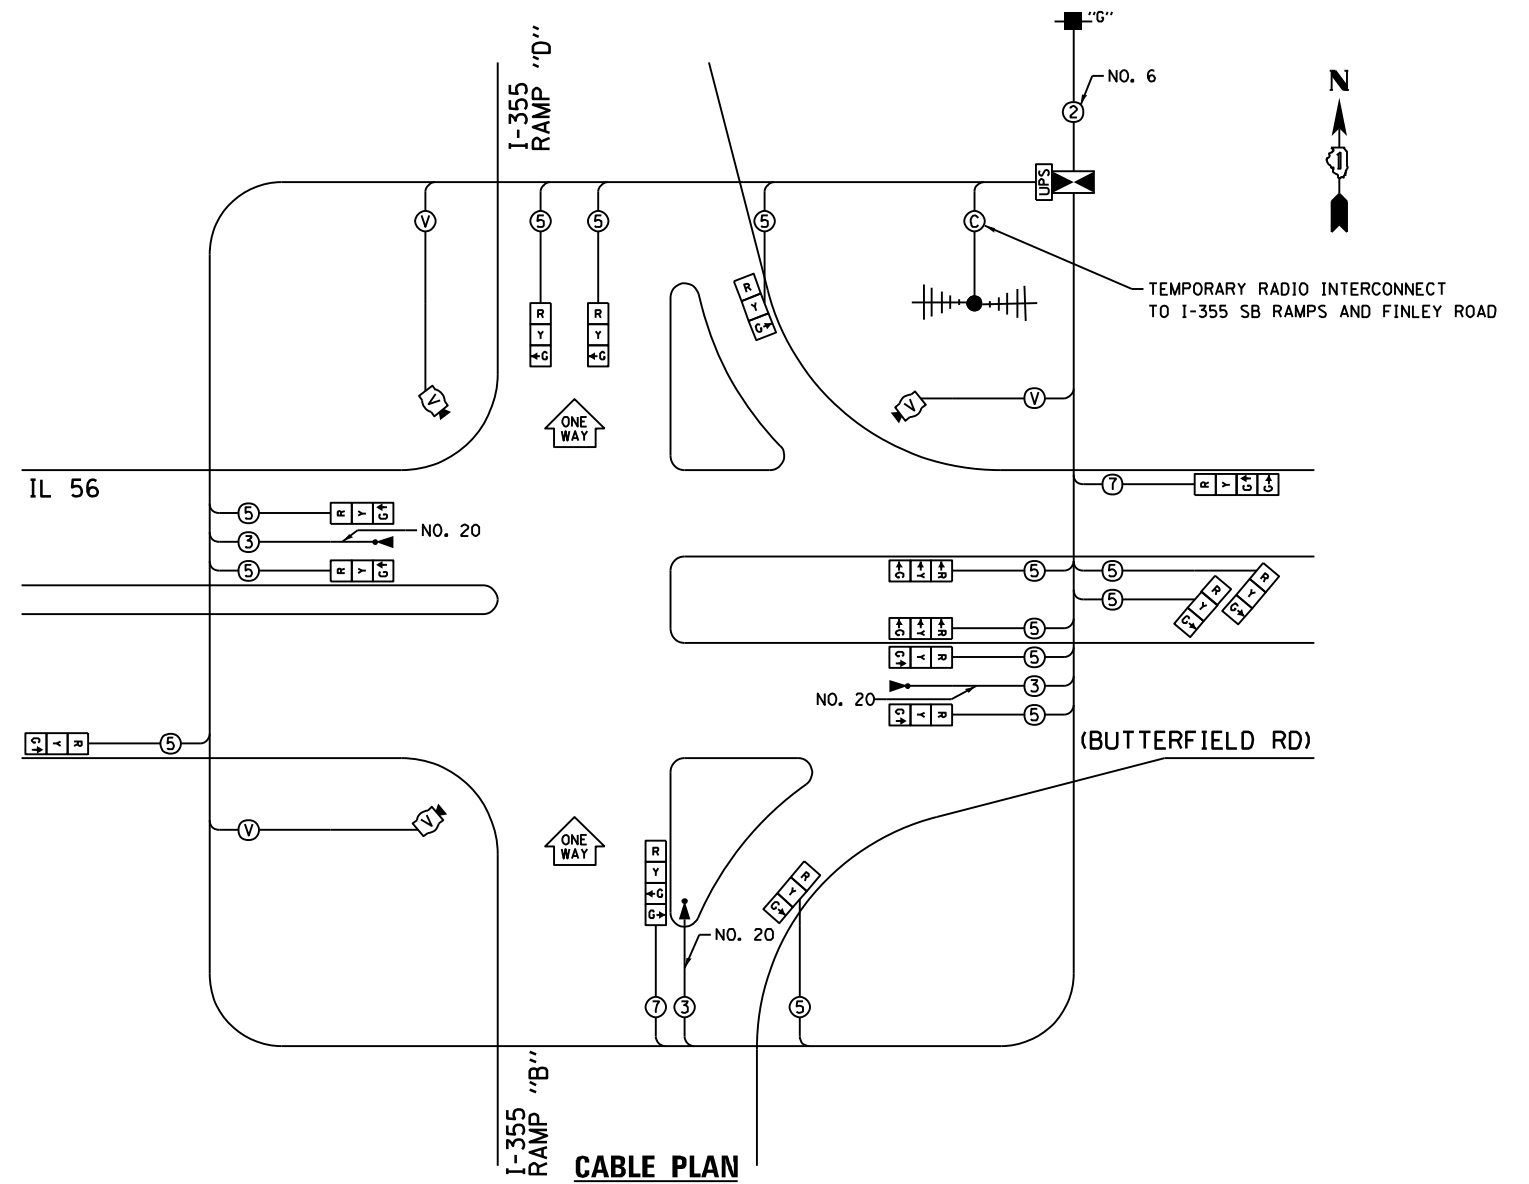 "G"
I-355
RAMP "D"
NO. 6
2
N
UPS
V
5
5
5
C
1
R
Y
G
TEMPORARY RADIO INTERCONNECT
TO I-355 SB RAMPS AND FINLEY ROAD
R
Y
G
R
Y
G
V
V
V
ONE
WAY
IL 56
7
R Y G G
5
R Y G
3
NO. 20
5
R Y G
G Y R
5
5
R
Y
G
5
R
Y
G
G Y R
5
G Y R
5
3
NO. 20
G Y R
5
G Y R
5
(BUTTERFIELD RD)
V
V
ONE
WAY
R
Y
G
G
R
Y
G
NO. 20
7
3
5
I-355
RAMP "B"
CABLE PLAN